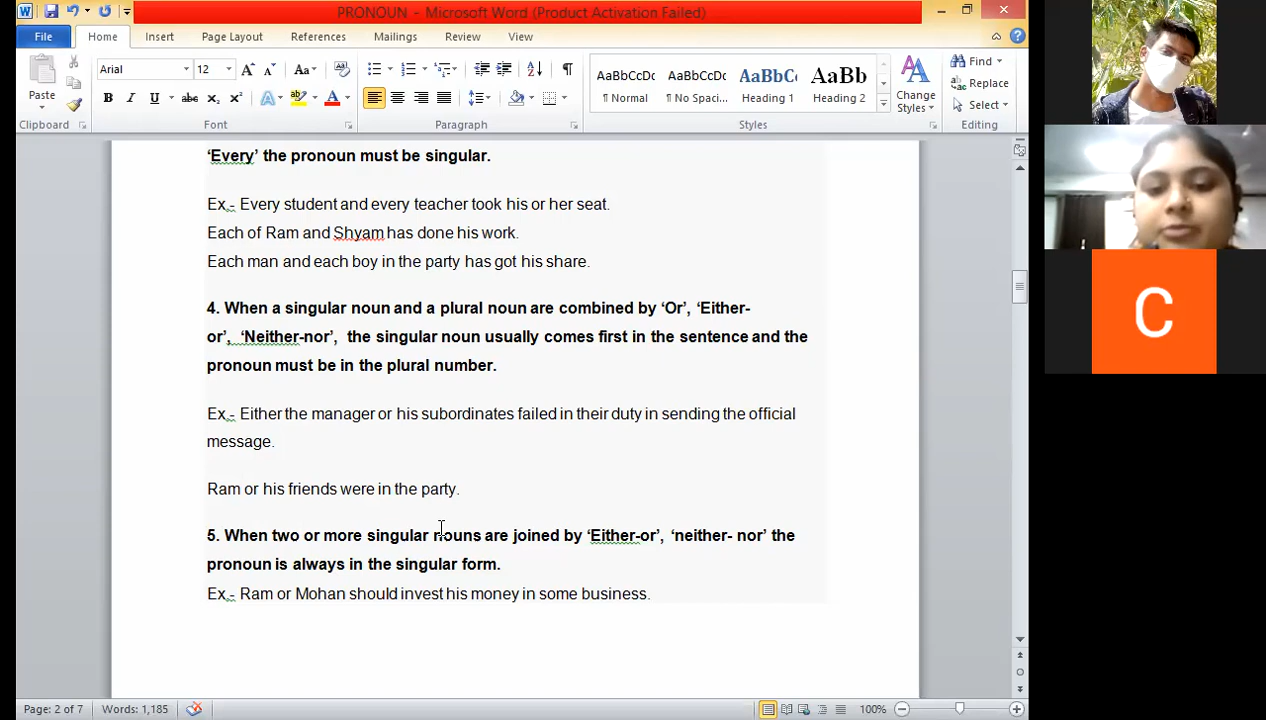 PRONOUN - Microsoft Word (Product Activation Failed)
File Home Insert Page Layout References Mailings Review View
Paste
Arial 12
B I U abc X₂ X² A A
AaBbCcDc AaBbCcDc AaBbCc AaBb
¶ Normal ¶ No Spaci... Heading 1 Heading 2
Change Styles
Find
Replace
Select
Clipboard Font Paragraph Styles Editing
‘Every’ the pronoun must be singular.
Ex.- Every student and every teacher took his or her seat.
Each of Ram and Shyam has done his work.
Each man and each boy in the party has got his share.
4. When a singular noun and a plural noun are combined by ‘Or’, ‘Either-
or’, ‘Neither-nor’, the singular noun usually comes first in the sentence and the
pronoun must be in the plural number.
Ex.- Either the manager or his subordinates failed in their duty in sending the official
message.
Ram or his friends were in the party.
5. When two or more singular nouns are joined by ‘Either-or’, ‘neither- nor’ the
pronoun is always in the singular form.
Ex.- Ram or Mohan should invest his money in some business.
Page: 2 of 7 Words: 1,185 100%
C